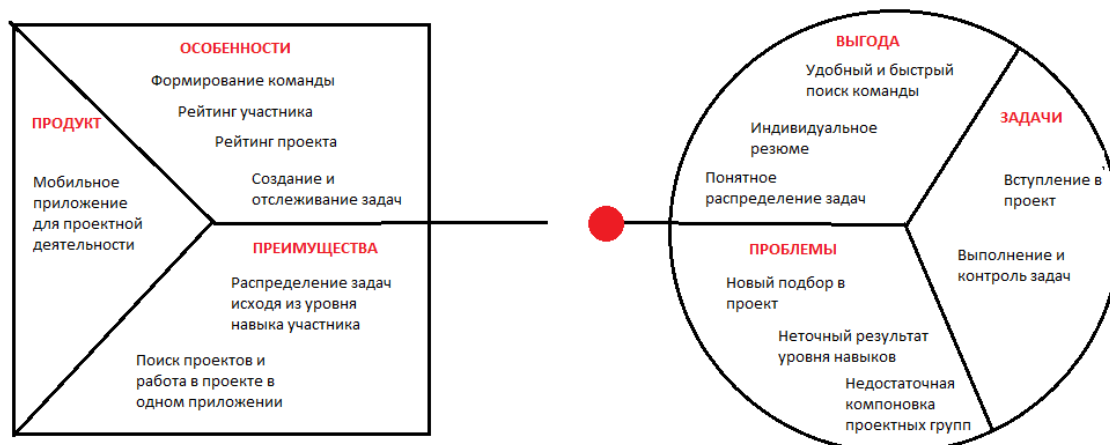 ОСОБЕННОСТИ
Формирование команды
Рейтинг участника
Рейтинг проекта
Создание и
отслеживание задач
ПРОДУКТ
Мобильное
приложение
для проектной
деятельности
ПРЕИМУЩЕСТВА
Распределение задач
исходя из уровня
навыка участника
Поиск проектов и
работа в проекте в
одном приложении
ВЫГОДА
Удобный и быстрый
поиск команды
Индивидуальное
резюме
Понятное
распределение задач
ЗАДАЧИ
Вступление в
проект
Выполнение и
контроль задач
ПРОБЛЕМЫ
Новый подбор в
проект
Неточный результат
уровня навыков
Недостаточная
компоновка
проектных групп